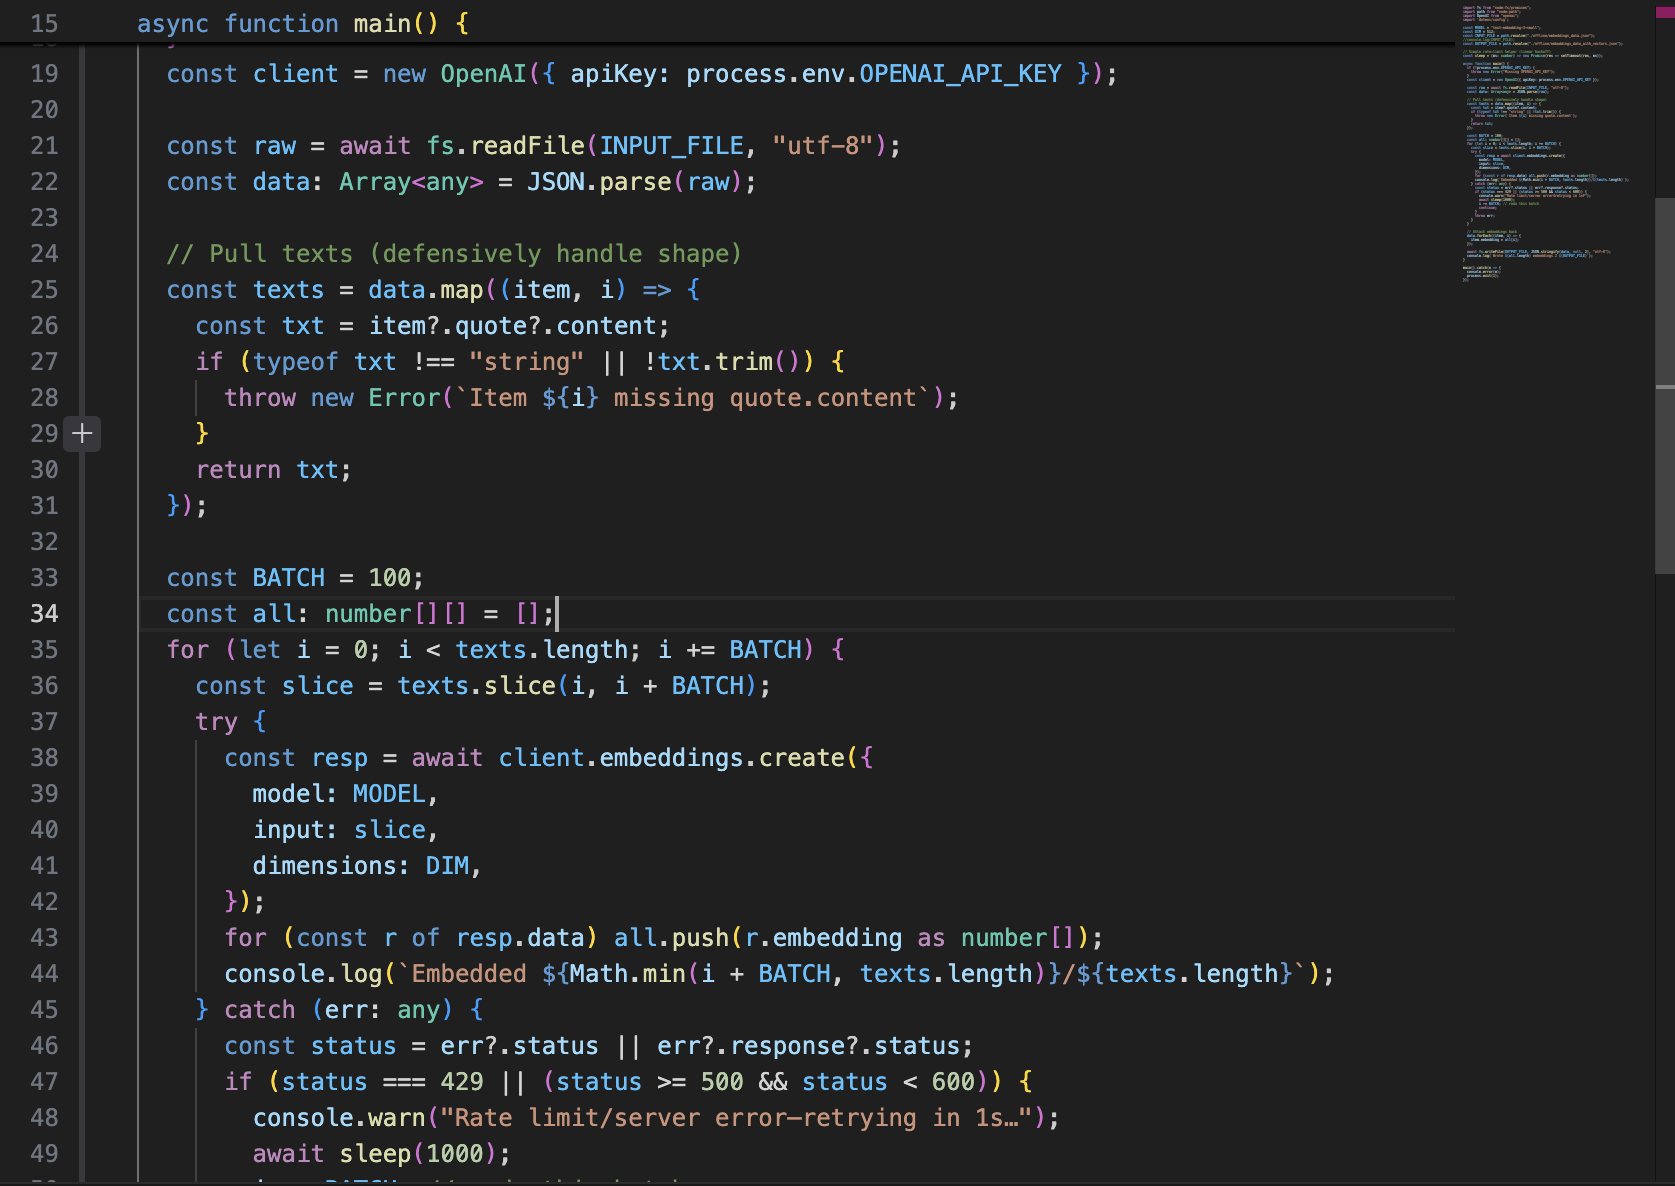 15 async function main() {
19 const client = new OpenAI({ apiKey: process.env.OPENAI_API_KEY });
20
21 const raw = await fs.readFile(INPUT_FILE, "utf-8");
22 const data: Array<any> = JSON.parse(raw);
23
24 // Pull texts (defensively handle shape)
25 const texts = data.map((item, i) => {
26 const txt = item?.quote?.content;
27 if (typeof txt !== "string" || !txt.trim()) {
28 throw new Error(`Item ${i} missing quote.content`);
29 }
30 return txt;
31 });
32
33 const BATCH = 100;
34 const all: number[][] = [];
35 for (let i = 0; i < texts.length; i += BATCH) {
36 const slice = texts.slice(i, i + BATCH);
37 try {
38 const resp = await client.embeddings.create({
39 model: MODEL,
40 input: slice,
41 dimensions: DIM,
42 });
43 for (const r of resp.data) all.push(r.embedding as number[]);
44 console.log(`Embedded ${Math.min(i + BATCH, texts.length)}/${texts.length}`);
45 } catch (err: any) {
46 const status = err?.status || err?.response?.status;
47 if (status === 429 || (status >= 500 && status < 600)) {
48 console.warn("Rate limit/server error—retrying in 1s…");
49 await sleep(1000);